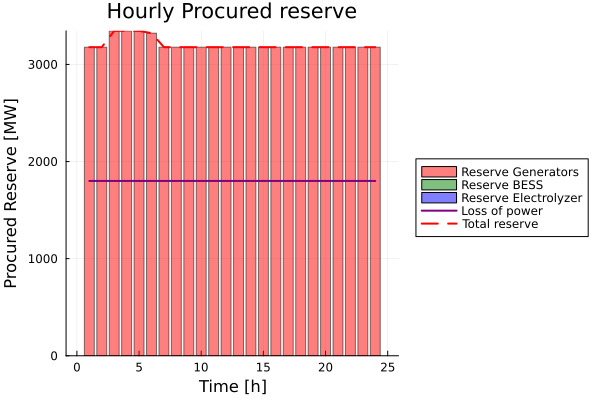 Hourly Procured reserve
Procured Reserve [MW]
3000
2000
1000
0
0 5 10 15 20 25
Time [h]
Reserve Generators
Reserve BESS
Reserve Electrolyzer
Loss of power
Total reserve